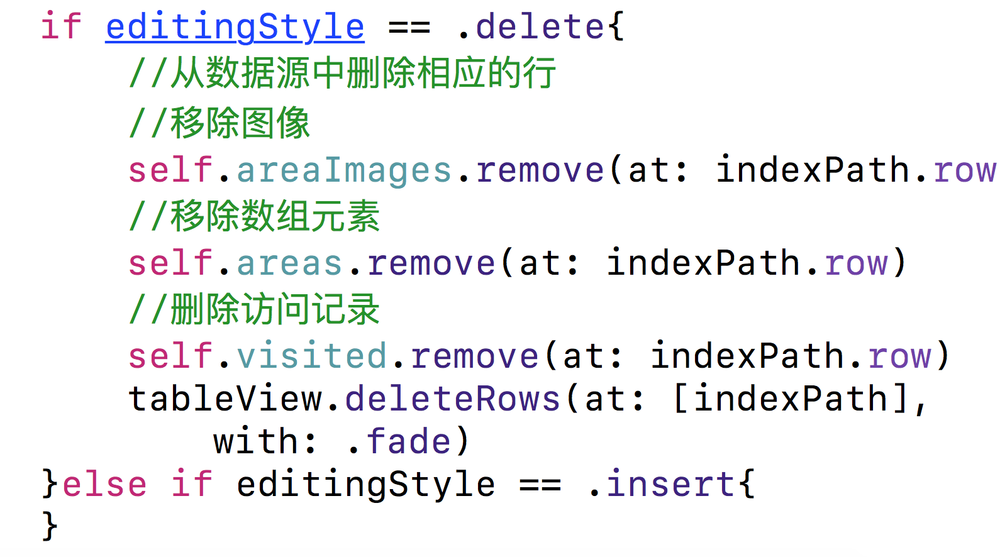 if editingStyle == .delete{
//从数据源中删除相应的行
//移除图像
self.areaImages.remove(at: indexPath.row
//移除数组元素
self.areas.remove(at: indexPath.row)
//删除访问记录
self.visited.remove(at: indexPath.row)
tableView.deleteRows(at: [indexPath],
with: .fade)
}else if editingStyle == .insert{
}